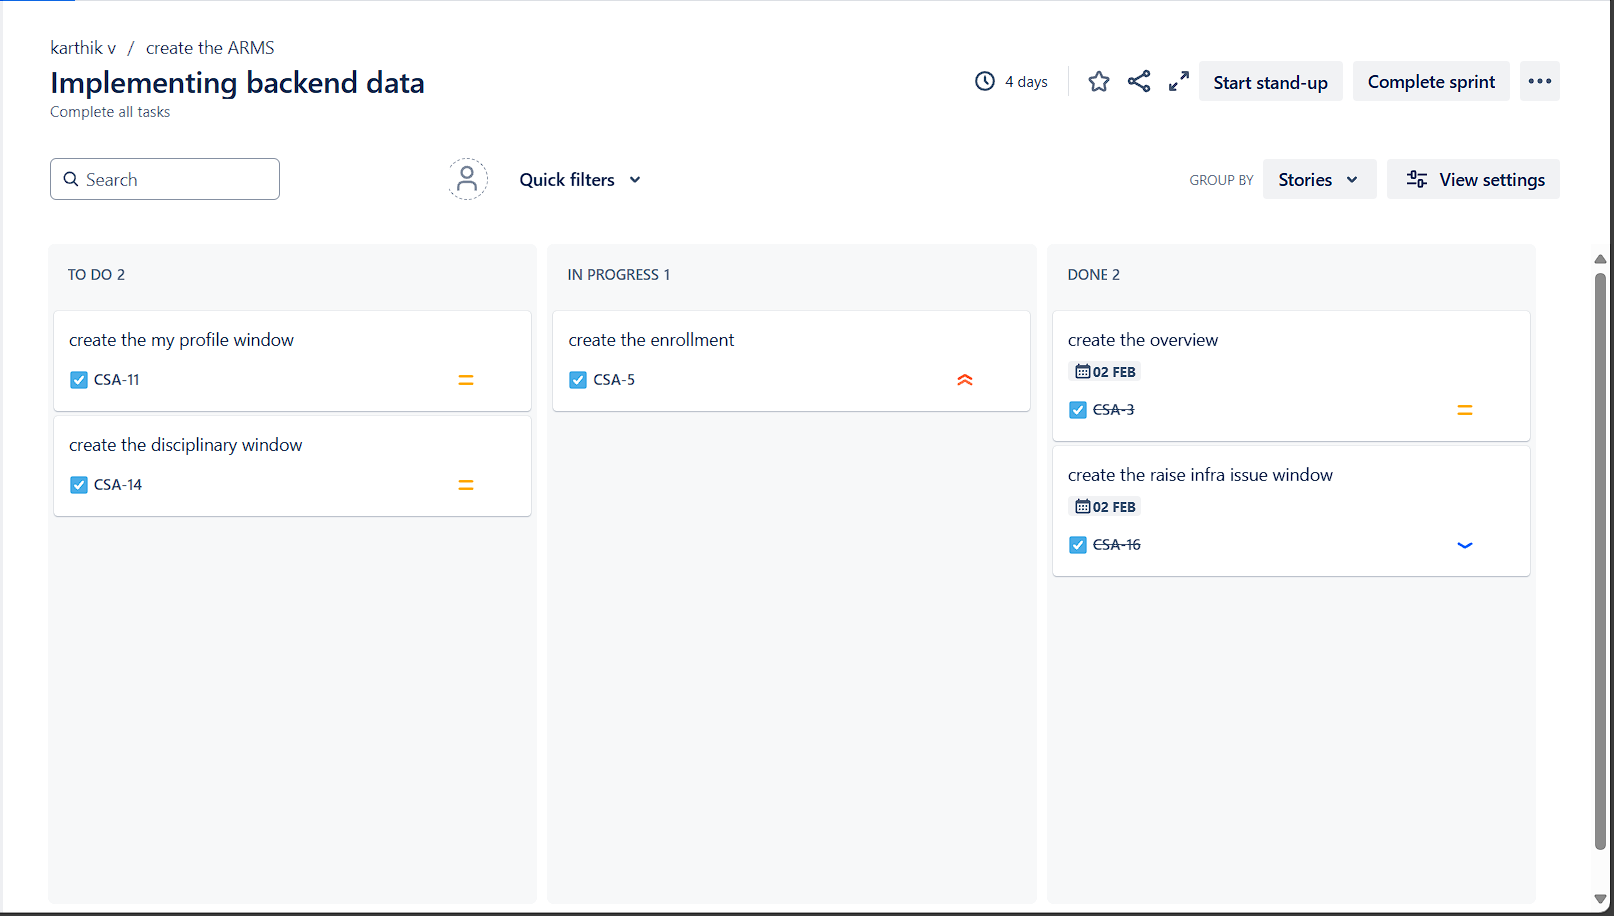 karthik v / create the ARMS
Implementing backend data
Complete all tasks
4 days
Start stand-up
Complete sprint
Search
Quick filters
GROUP BY
Stories
View settings
TO DO 2
create the my profile window
CSA-11
create the disciplinary window
CSA-14
IN PROGRESS 1
create the enrollment
CSA-5
DONE 2
create the overview
02 FEB
CSA-3
create the raise infra issue window
02 FEB
CSA-16